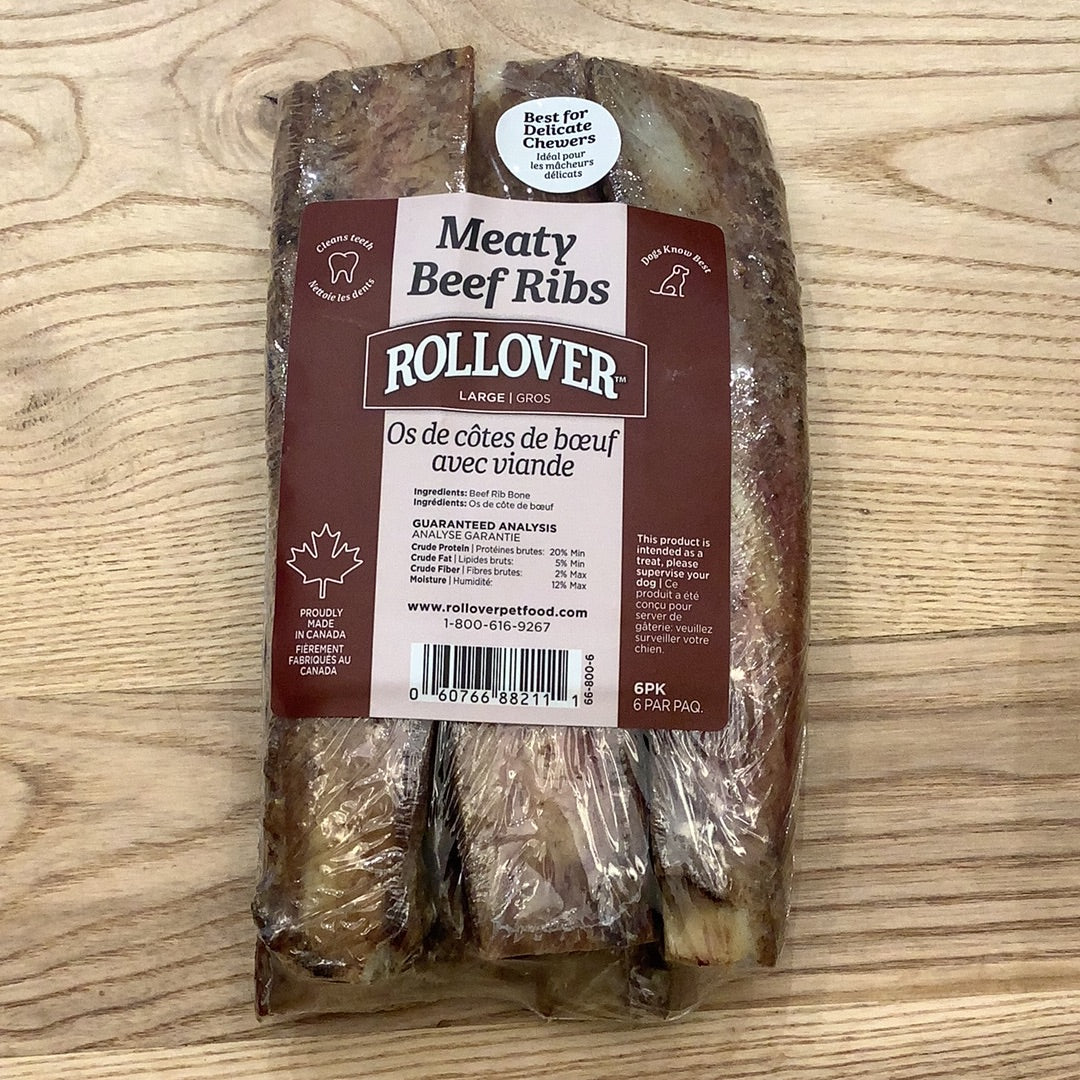 Best for
Delicate
Chewers
Idéal pour
les mâcheurs
délicats
Cleans teeth
Nettoie les dents
Meaty
Beef Ribs
Dogs Know Best
ROLLOVER™
LARGE | GROS
Os de côtes de bœuf
avec viande
Ingredients: Beef Rib Bone
Ingrédients: Os de côte de bœuf
GUARANTEED ANALYSIS
ANALYSE GARANTIE
Crude Protein | Protéines brutes: 20% Min
Crude Fat | Lipides bruts: 5% Min
Crude Fiber | Fibres brutes: 2% Max
Moisture | Humidité: 12% Max
www.rolloverpetfood.com
1-800-616-9267
0 60766 88211 1
66-800-6
PROUDLY
MADE
IN CANADA
FIÈREMENT
FABRIQUÉS AU
CANADA
This product is
intended as a
treat, please
supervise your
dog | Ce
produit a été
conçu pour
server de
gâterie: veuillez
surveiller votre
chien.
6PK
6 PAR PAQ.